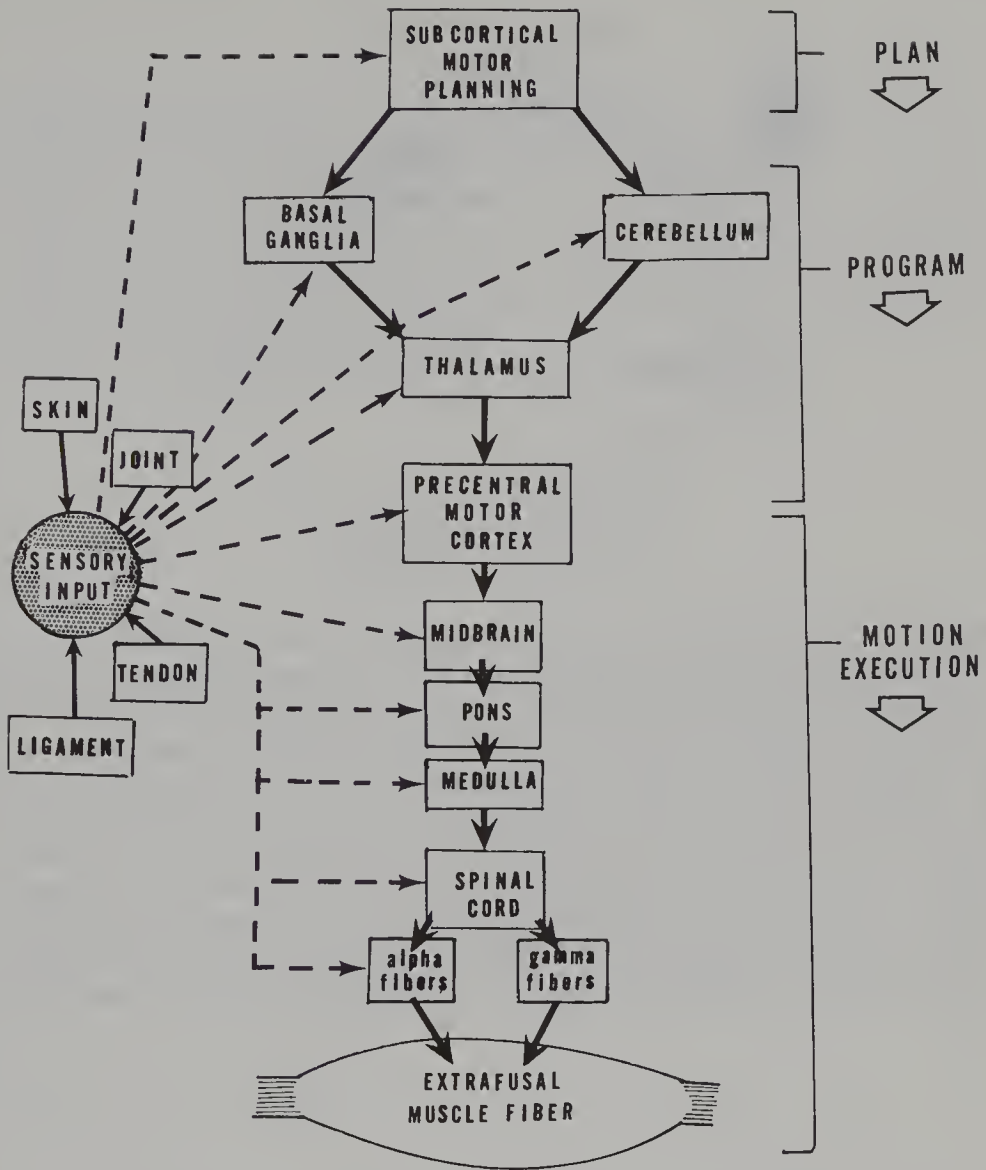 SUBCORTICAL
MOTOR
PLANNING
PLAN
BASAL
GANGLIA
CEREBELLUM
PROGRAM
THALAMUS
SKIN
JOINT
PRECENTRAL
MOTOR
CORTEX
SENSORY
INPUT
MIDBRAIN
MOTION
EXECUTION
TENDON
PONS
LIGAMENT
MEDULLA
SPINAL
CORD
alpha
fibers
gamma
fibers
EXTRAFUSAL
MUSCLE FIBER